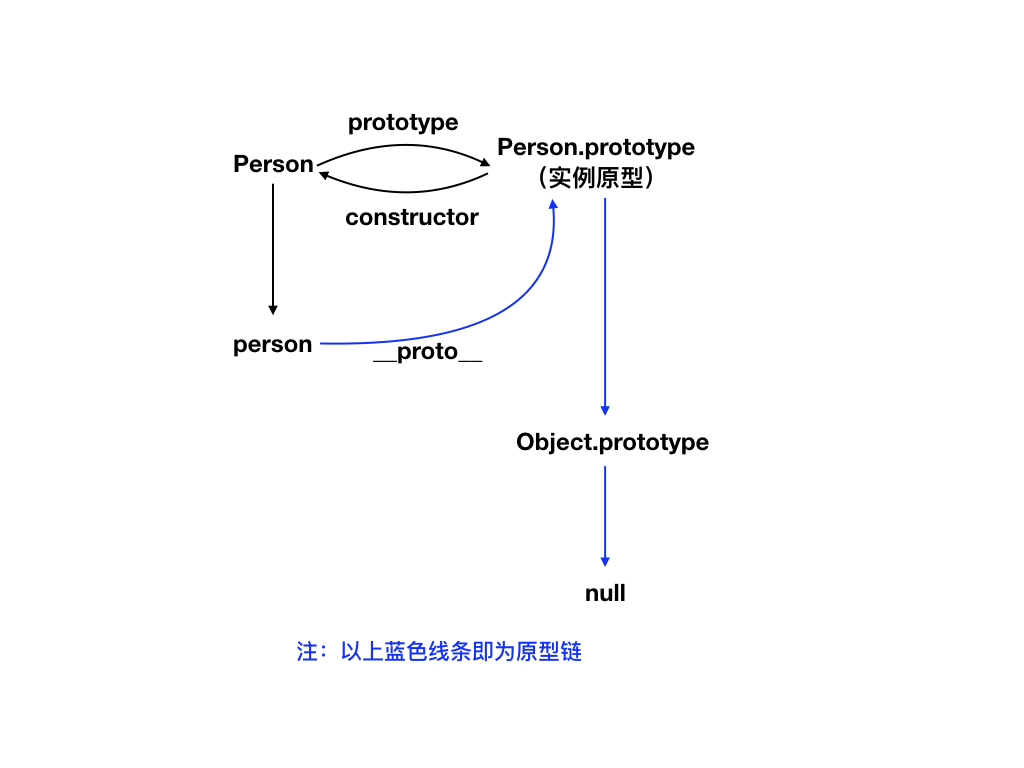 prototype
Person
Person.prototype
（实例原型）
constructor
person
__proto__
Object.prototype
null
注：以上蓝色线条即为原型链